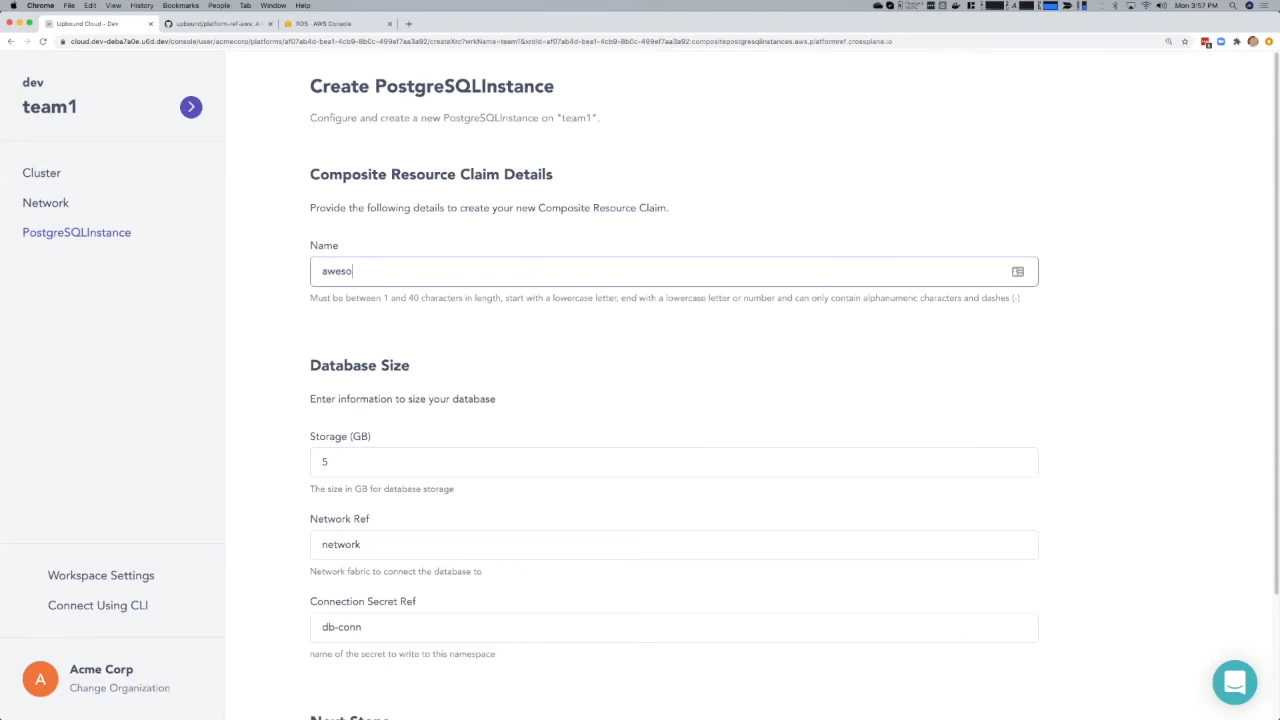 Chrome File Edit View History Bookmarks People Tab Window Help
Mon 3:57 PM
Upbound Cloud - Dev
upbound/platform-ref-aws: A
RDS · AWS Console
cloud.dev-deba7a0e.u6d.dev/console/user/acmecorp/platforms/af07ab4d-bea1-4cb9-8b0c-499ef7aa3a92/createXrc?wrkName=team1&xrdId=af07ab4d-bea1-4cb9-8b0c-499ef7aa3a92:compositepostgresqlinstances.aws.platformref.crossplane.io
dev
team1
Cluster
Network
PostgreSQLInstance
Workspace Settings
Connect Using CLI
A
Acme Corp
Change Organization
Create PostgreSQLInstance
Configure and create a new PostgreSQLInstance on "team1".
Composite Resource Claim Details
Provide the following details to create your new Composite Resource Claim.
Name
aweso
Must be between 1 and 40 characters in length, start with a lowercase letter, end with a lowercase letter or number and can only contain alphanumeric characters and dashes (-)
Database Size
Enter information to size your database
Storage (GB)
5
The size in GB for database storage
Network Ref
network
Network fabric to connect the database to
Connection Secret Ref
db-conn
name of the secret to write to this namespace
Next Steps